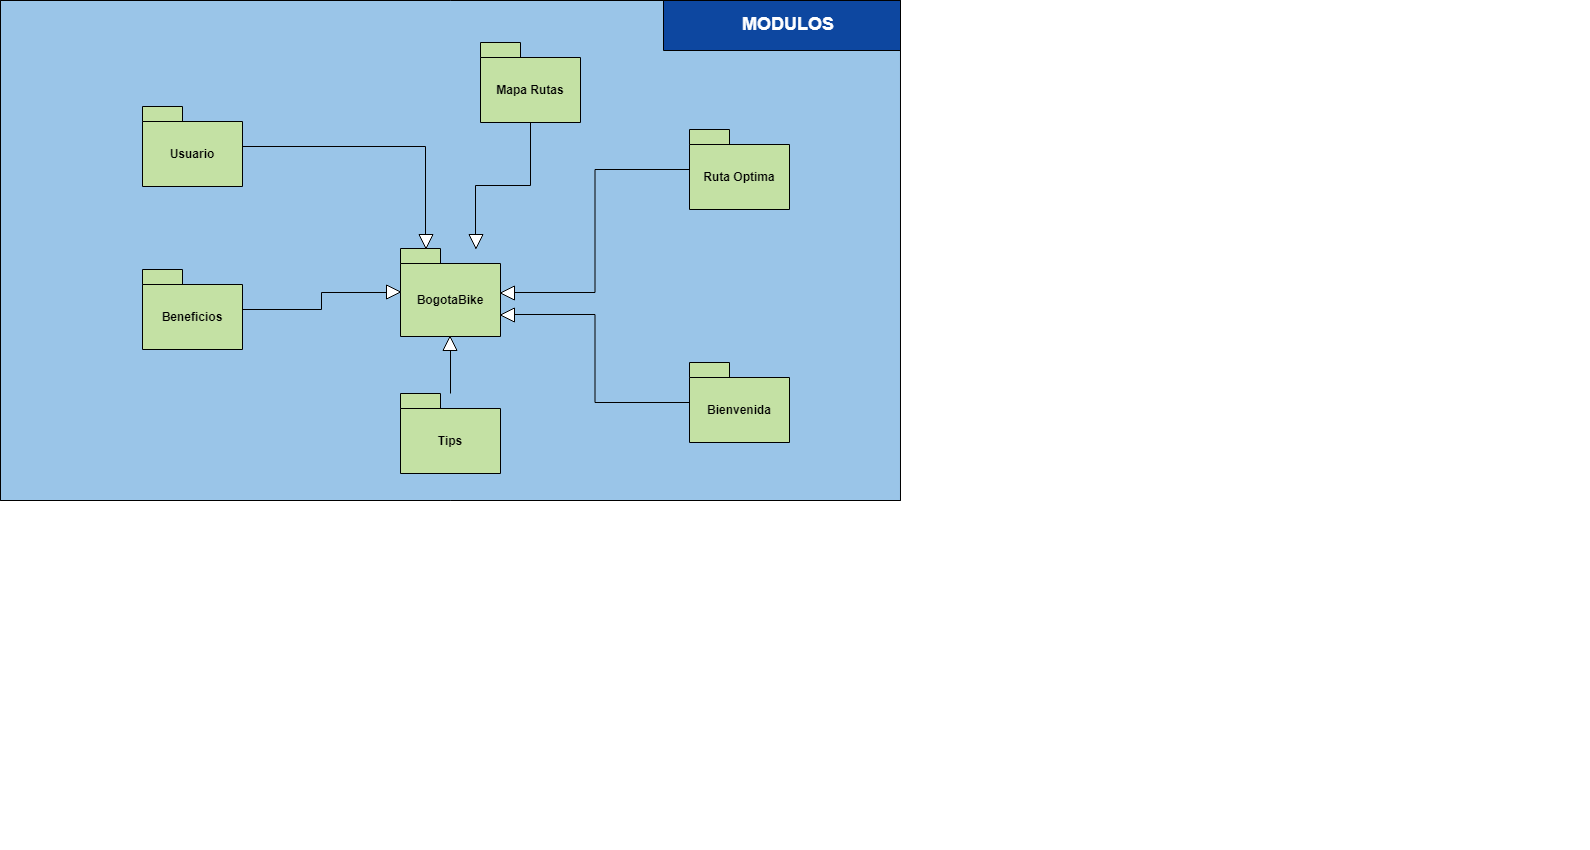 MODULOS
Mapa Rutas
Usuario
Ruta Optima
BogotaBike
Beneficios
Bienvenida
Tips